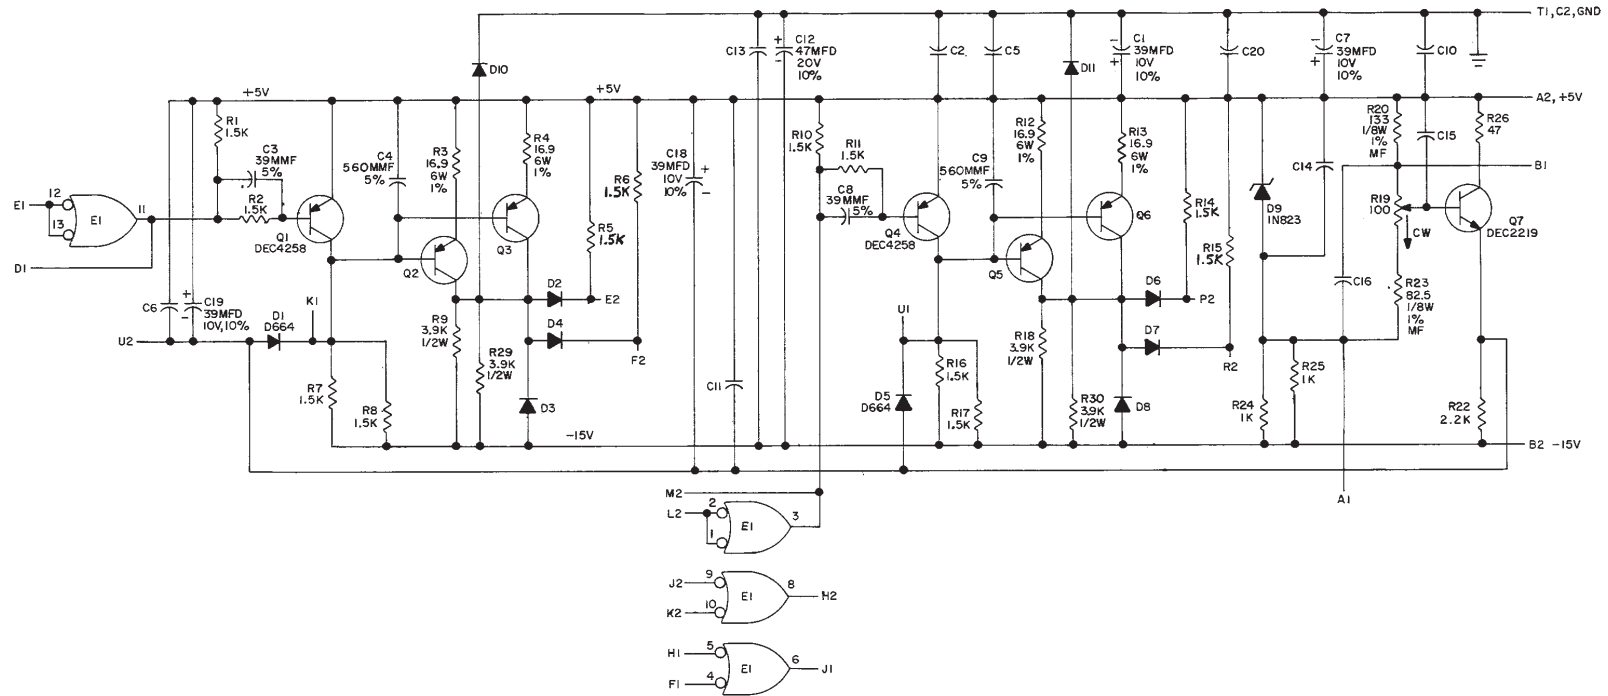 T1, C2, GND
C13
+
C12
47MFD
20V
10%
-
C2
C5
D10
D11
-
C1
39MFD
10V
10%
+
C20
-
C7
39MFD
10V
10%
+
C10
+5V
+5V
A2, +5V
R1
1.5K
C3
39MMF
5%
R2
1.5K
C4
560MMF
5%
R3
16.9
6W
1%
R4
16.9
6W
1%
R6
1.5K
R5
1.5K
C18
39MFD
10V
10%
+
-
R10
1.5K
R11
1.5K
C8
39MMF
5%
C9
560MMF
5%
R12
16.9
6W
1%
R13
16.9
6W
1%
R14
1.5K
R15
1.5K
C14
D9
1N823
R20
133
1/8W
1%
MF
C15
R26
47
B1
R19
100
CW
Q7
DEC2219
E1
12
13
E1
11
D1
Q1
DEC4258
Q2
Q3
Q4
DEC4258
Q5
Q6
C16
R23
82.5
1/8W
1%
MF
C6
+
C19
39MFD
10V, 10%
-
U2
D1
D664
K1
D2
E2
D4
F2
R9
3.9K
1/2W
R29
3.9K
1/2W
D3
R7
1.5K
R8
1.5K
C11
U1
D5
D664
R16
1.5K
R17
1.5K
R18
3.9K
1/2W
R30
3.9K
1/2W
D6
P2
D7
R2
D8
R24
1K
R25
1K
R22
2.2K
-15V
B2 -15V
A1
M2
L2
2
1
E1
3
J2
9
K2
10
E1
8
H2
H1
5
F1
4
E1
6
J1